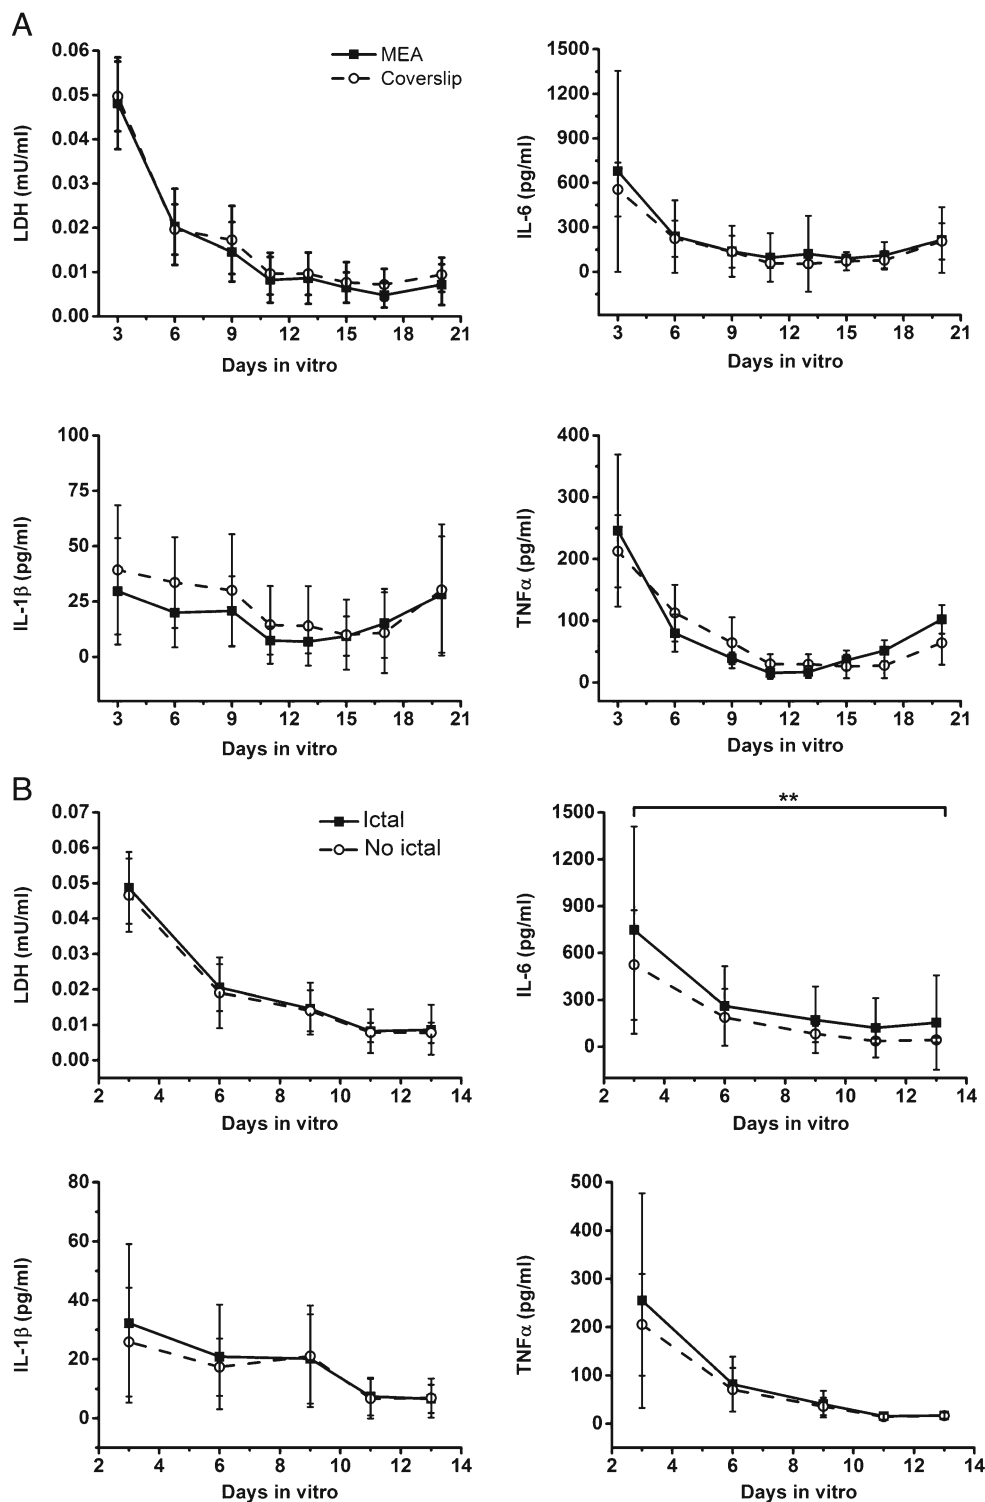 A
MEA
Coverslip
0.06
0.05
0.04
0.03
0.02
0.01
0.00
LDH (mU/ml)
3 6 9 12 15 18 21
Days in vitro
1500
1200
900
600
300
0
IL-6 (pg/ml)
3 6 9 12 15 18 21
Days in vitro
100
75
50
25
0
IL-1β (pg/ml)
3 6 9 12 15 18 21
Days in vitro
400
300
200
100
0
TNFα (pg/ml)
3 6 9 12 15 18 21
Days in vitro
B
Ictal
No ictal
0.07
0.06
0.05
0.04
0.03
0.02
0.01
0.00
LDH (mU/ml)
2 4 6 8 10 12 14
Days in vitro
**
1500
1200
900
600
300
0
IL-6 (pg/ml)
2 4 6 8 10 12 14
Days in vitro
80
60
40
20
0
IL-1β (pg/ml)
2 4 6 8 10 12 14
Days in vitro
500
400
300
200
100
0
TNFα (pg/ml)
2 4 6 8 10 12 14
Days in vitro